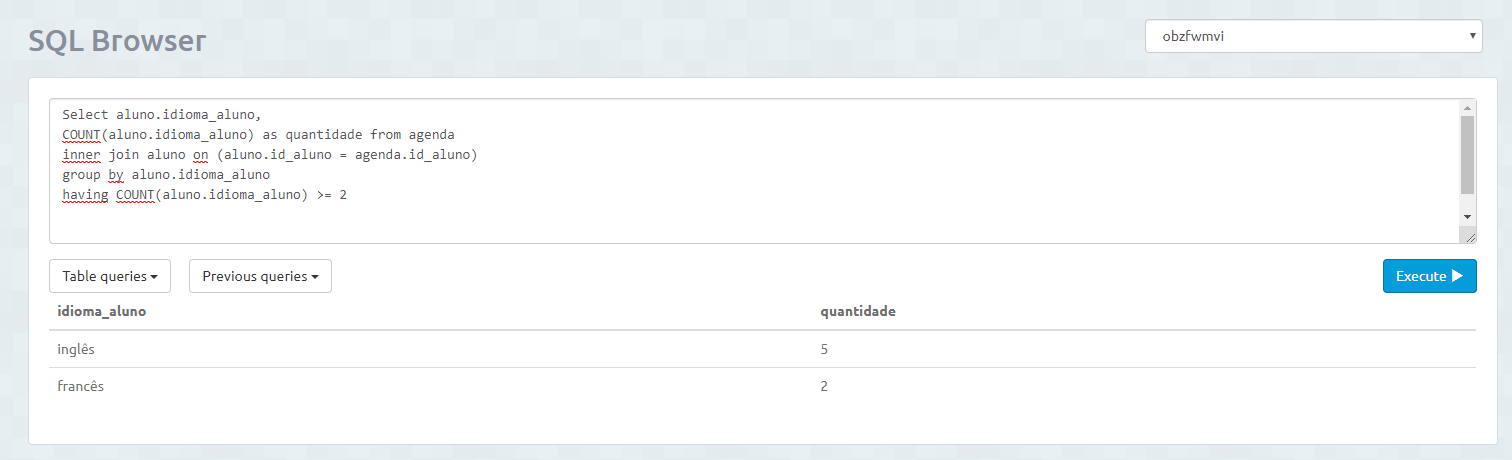 SQL Browser
obzfwmvi
Select aluno.idioma_aluno,
COUNT(aluno.idioma_aluno) as quantidade from agenda
inner join aluno on (aluno.id_aluno = agenda.id_aluno)
group by aluno.idioma_aluno
having COUNT(aluno.idioma_aluno) >= 2
Table queries
Previous queries
Execute
idioma_aluno quantidade
inglês 5
francês 2